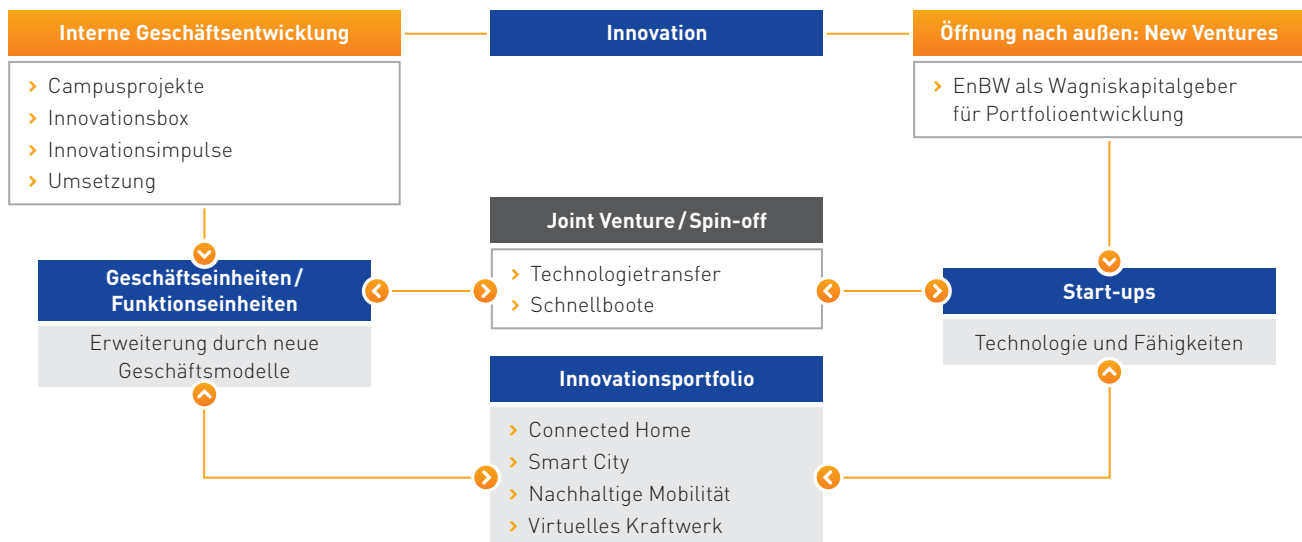 Interne Geschäftsentwicklung
Innovation
Öffnung nach außen: New Ventures
Campusprojekte
Innovationsbox
Innovationsimpulse
Umsetzung
EnBW als Wagniskapitalgeber
für Portfolioentwicklung
Joint Venture / Spin-off
Technologietransfer
Schnellboote
Geschäftseinheiten /
Funktionseinheiten
Erweiterung durch neue
Geschäftsmodelle
Start-ups
Technologie und Fähigkeiten
Innovationsportfolio
Connected Home
Smart City
Nachhaltige Mobilität
Virtuelles Kraftwerk